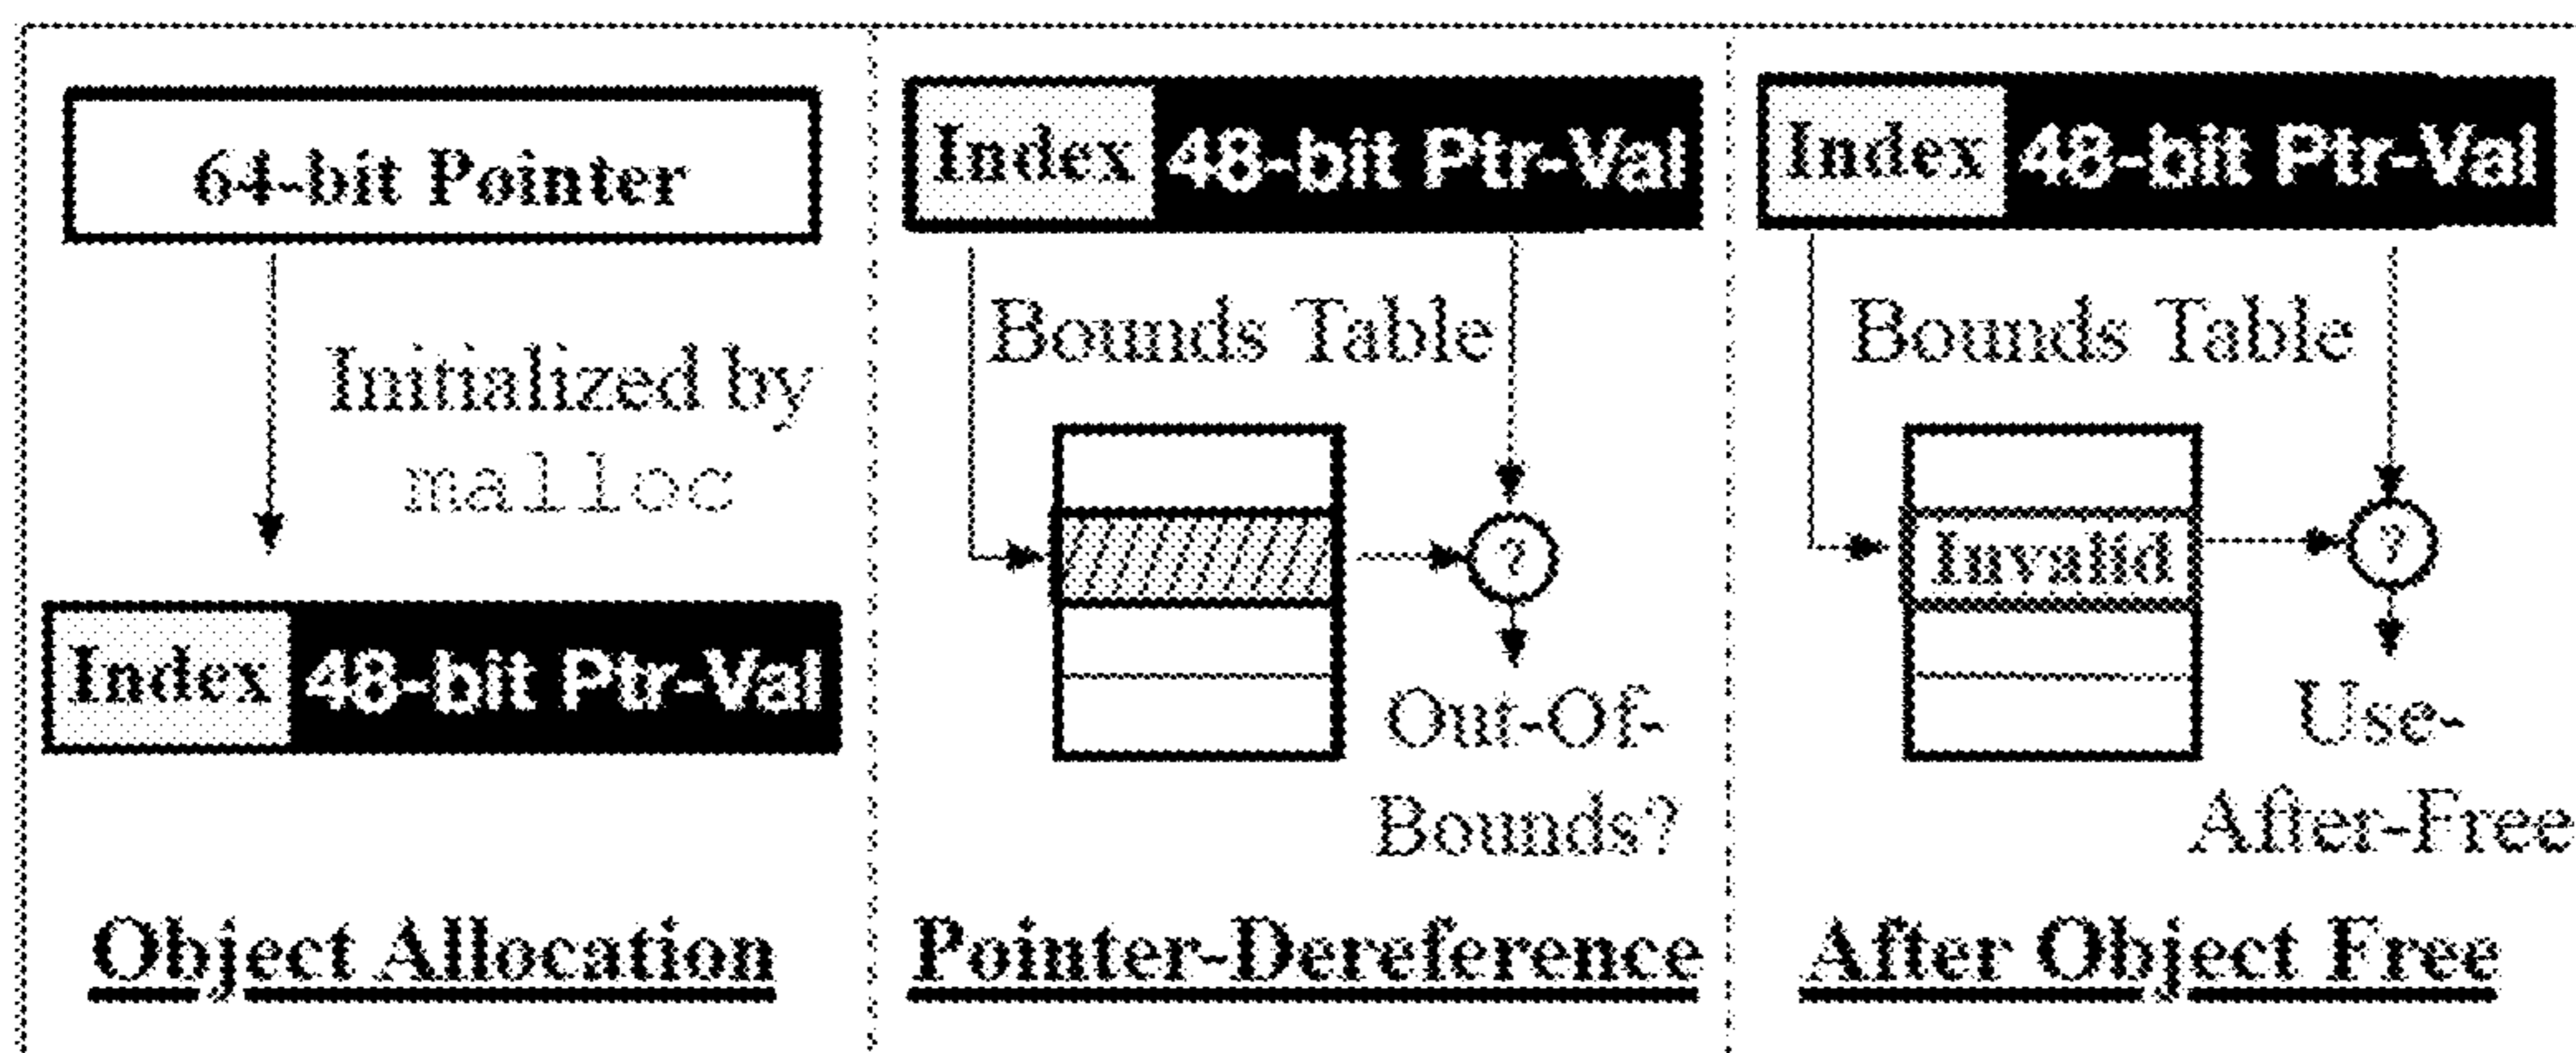 64-bit Pointer
Initialized by
malloc
Index 48-bit Ptr-Val
Object Allocation
Index 48-bit Ptr-Val
Bounds Table
?
Out-Of-
Bounds?
Pointer-Dereference
Index 48-bit Ptr-Val
Bounds Table
Invalid
?
Use-
After-Free
After Object Free